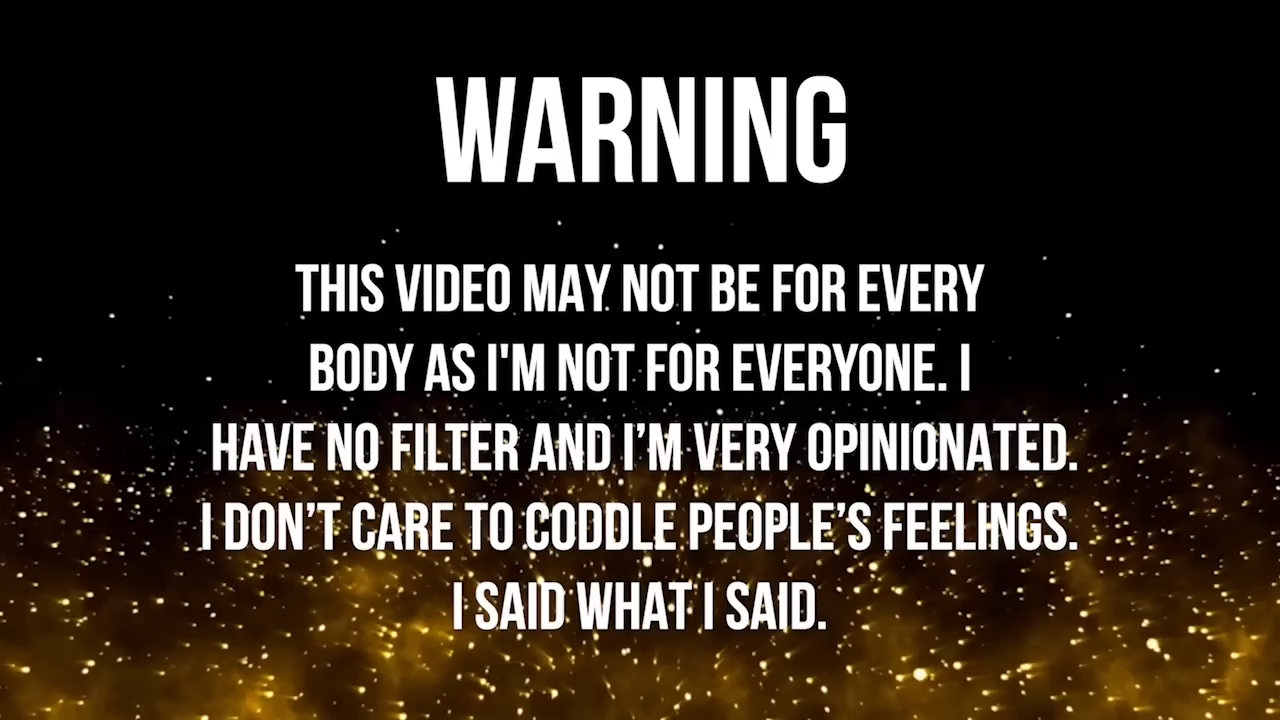 WARNING
THIS VIDEO MAY NOT BE FOR EVERY
BODY AS I'M NOT FOR EVERYONE. I
HAVE NO FILTER AND I’M VERY OPINIONATED.
I DON’T CARE TO CODDLE PEOPLE’S FEELINGS.
I SAID WHAT I SAID.